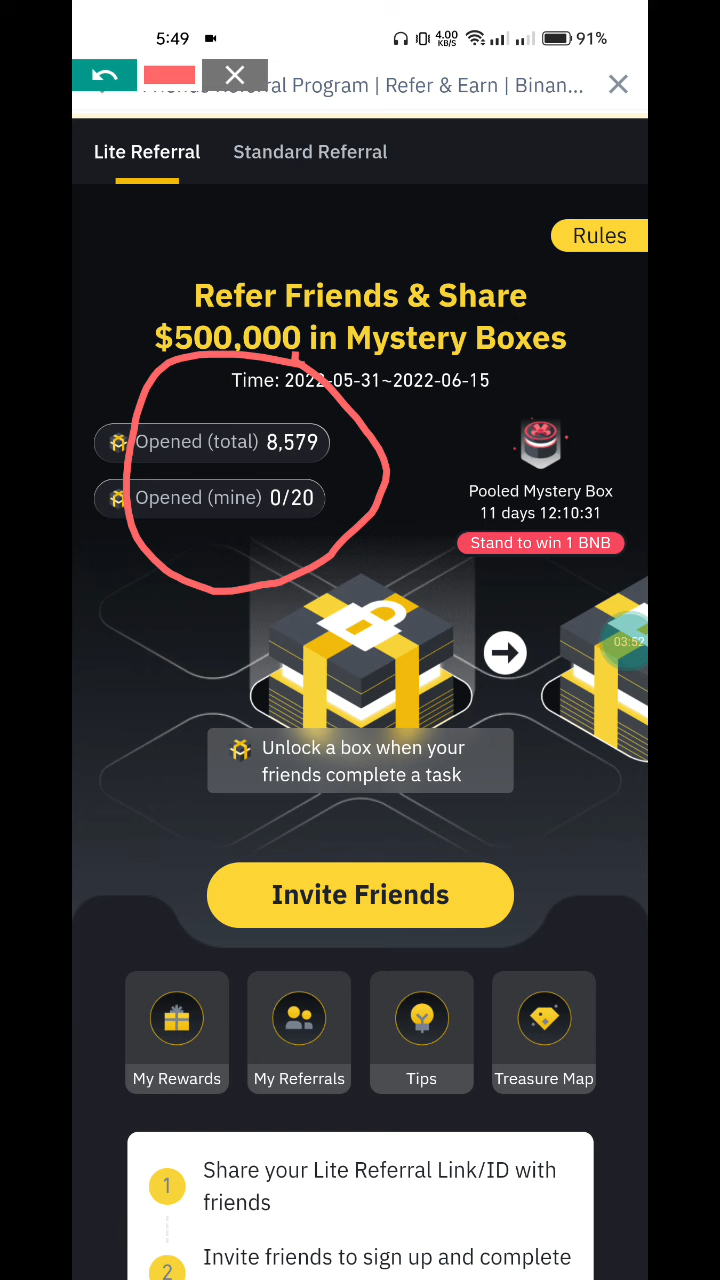 5:49
4.00
KB/S
91%
Referral Program | Refer & Earn | Binan...
Lite Referral
Standard Referral
Rules
Refer Friends & Share
$500,000 in Mystery Boxes
Time: 2022-05-31~2022-06-15
Opened (total) 8,579
Opened (mine) 0/20
Pooled Mystery Box
11 days 12:10:31
Stand to win 1 BNB
03:52
Unlock a box when your
friends complete a task
Invite Friends
My Rewards
My Referrals
Tips
Treasure Map
1
Share your Lite Referral Link/ID with
friends
2
Invite friends to sign up and complete